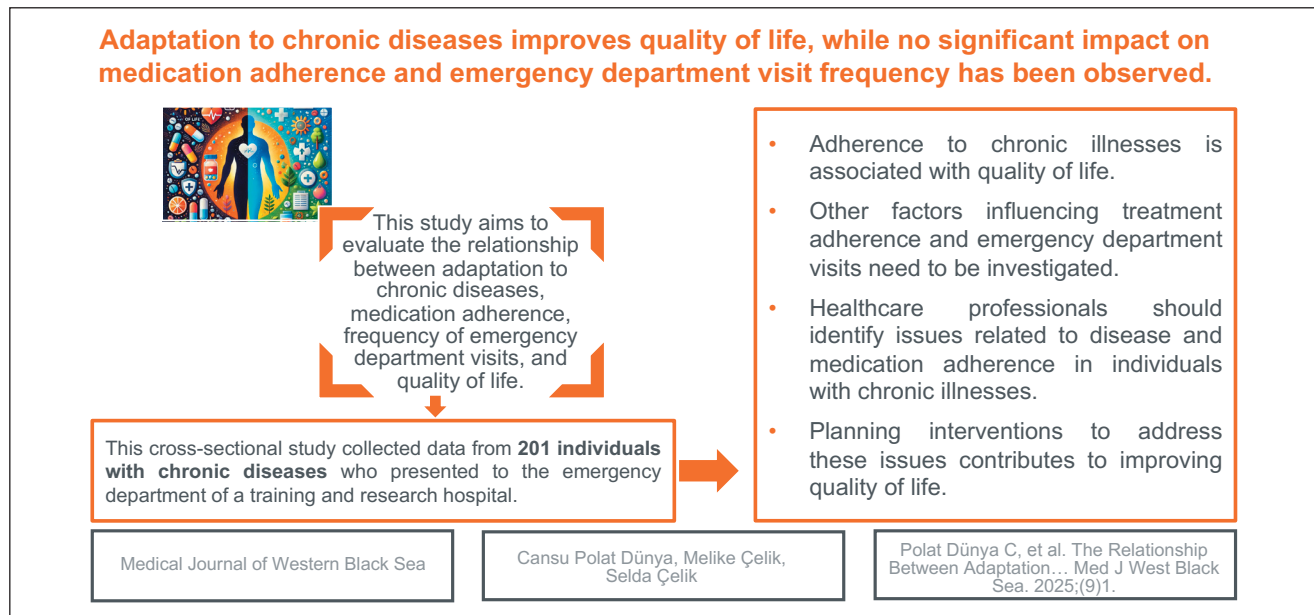 Adaptation to chronic diseases improves quality of life, while no significant impact on
medication adherence and emergency department visit frequency has been observed.
OF LIFE
This study aims to
evaluate the relationship
between adaptation to
chronic diseases,
medication adherence,
frequency of emergency
department visits, and
quality of life.
This cross-sectional study collected data from 201 individuals
with chronic diseases who presented to the emergency
department of a training and research hospital.
• Adherence to chronic illnesses is
associated with quality of life.
• Other factors influencing treatment
adherence and emergency department
visits need to be investigated.
• Healthcare professionals should
identify issues related to disease and
medication adherence in individuals
with chronic illnesses.
• Planning interventions to address
these issues contributes to improving
quality of life.
Medical Journal of Western Black Sea
Cansu Polat Dünya, Melike Çelik,
Selda Çelik
Polat Dünya C, et al. The Relationship
Between Adaptation… Med J West Black
Sea. 2025;(9)1.